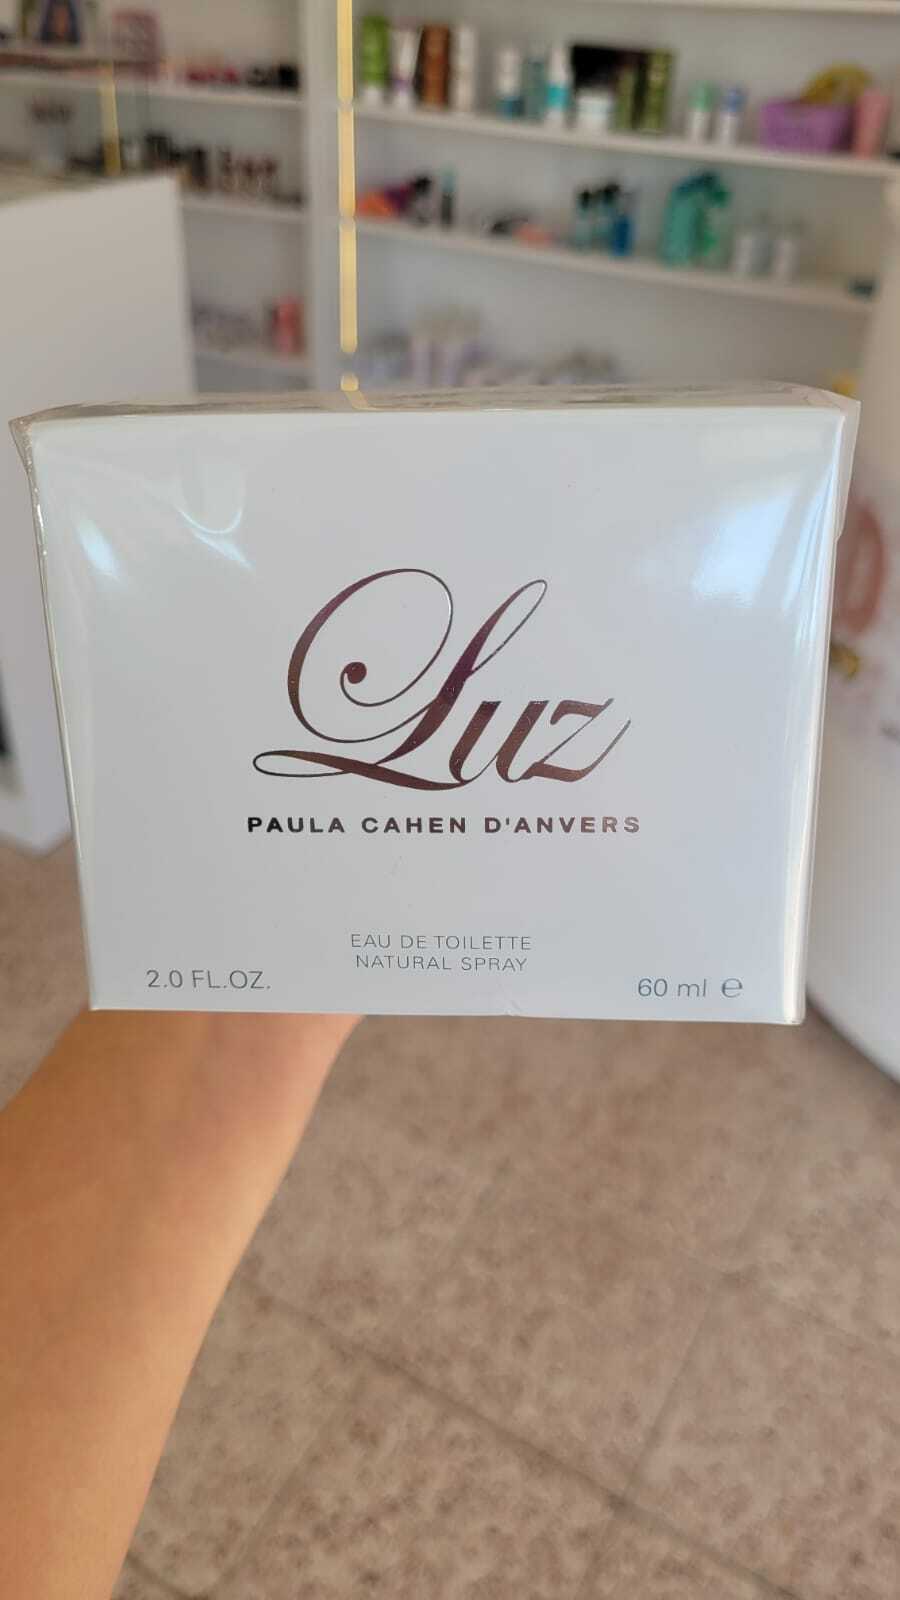 Luz
PAULA CAHEN D'ANVERS
EAU DE TOILETTE
NATURAL SPRAY
2.0 FL.OZ.
60 ml ℮